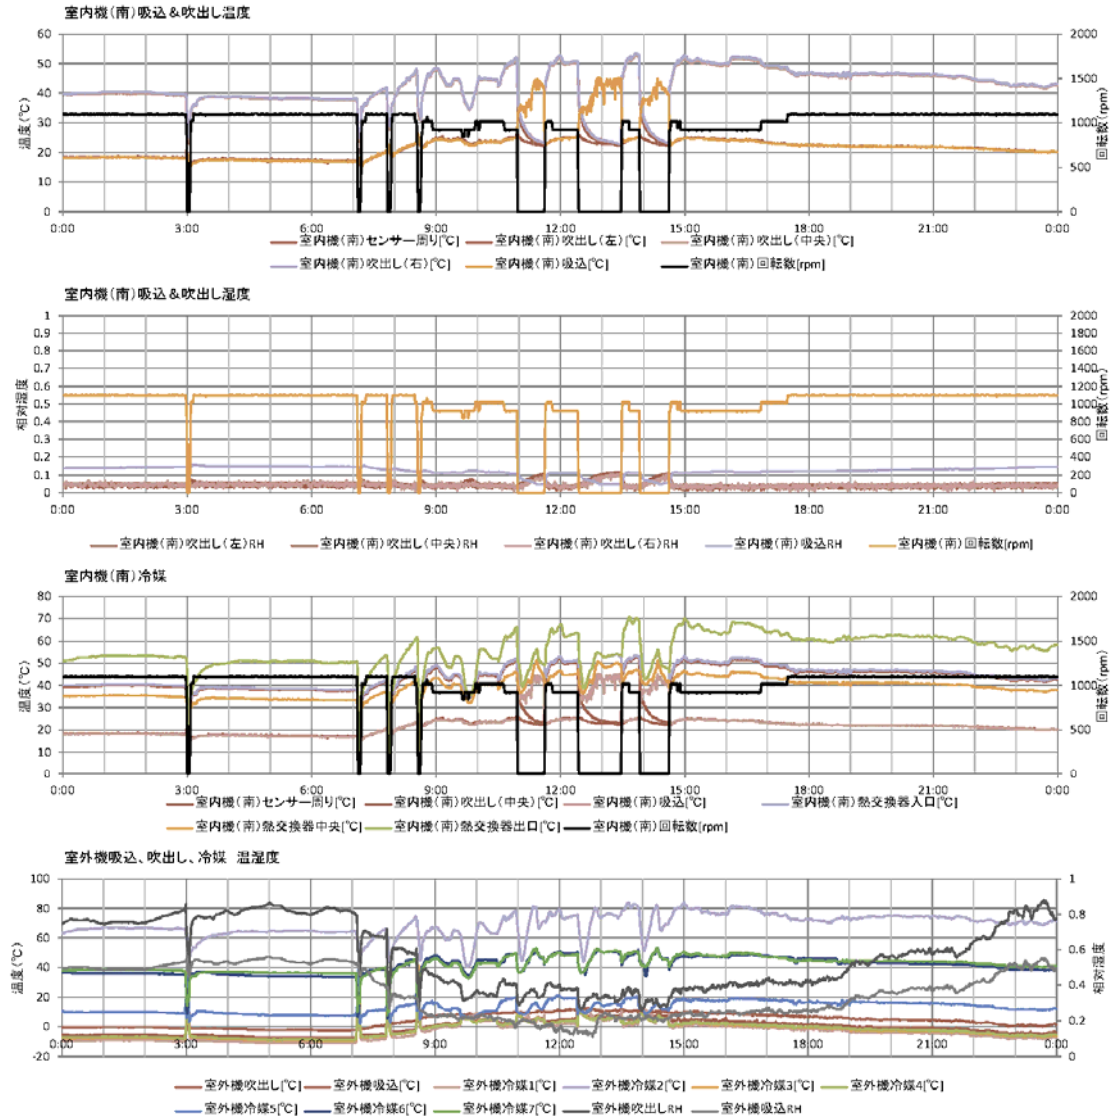 室内機(南)吸込&吹出し温度
60 2000
50
1500
40
30 1000
20
500
10
0 0
温度(℃) 回転数(rpm)
0:00 3:00 6:00 9:00 12:00 15:00 18:00 21:00 0:00
室内機(南)センサー周り[℃] 室内機(南)吹出し(左)[℃] 室内機(南)吹出し(中央)[℃]
室内機(南)吹出し(右)[℃] 室内機(南)吸込[℃] 室内機(南)回転数[rpm]
室内機(南)吸込&吹出し湿度
1 2000
0.9 1800
0.8 1600
0.7 1400
0.6 1200
0.5 1000
0.4 800
0.3 600
0.2 400
0.1 200
0 0
相対湿度 回転数(rpm)
0:00 3:00 6:00 9:00 12:00 15:00 18:00 21:00 0:00
室内機(南)吹出し(左)RH 室内機(南)吹出し(中央)RH 室内機(南)吹出し(右)RH 室内機(南)吸込RH 室内機(南)回転数[rpm]
室内機(南)冷媒
80 2000
70
60 1500
50
40 1000
30
20 500
10
0 0
温度(℃) 回転数(rpm)
0:00 3:00 6:00 9:00 12:00 15:00 18:00 21:00 0:00
室内機(南)センサー周り[℃] 室内機(南)吹出し(中央)[℃] 室内機(南)吸込[℃] 室内機(南)熱交換器入口[℃]
室内機(南)熱交換器中央[℃] 室内機(南)熱交換器出口[℃] 室内機(南)回転数[rpm]
室外機吸込、吹出し、冷媒 温湿度
100 1
80 0.8
60 0.6
40
20 0.4
0 0.2
-20 0
温度(℃) 相対湿度
0:00 3:00 6:00 9:00 12:00 15:00 18:00 21:00 0:00
室外機吹出し[℃] 室外機吸込[℃] 室外機冷媒1[℃] 室外機冷媒2[℃] 室外機冷媒3[℃] 室外機冷媒4[℃]
室外機冷媒5[℃] 室外機冷媒6[℃] 室外機冷媒7[℃] 室外機吹出しRH 室外機吸込RH